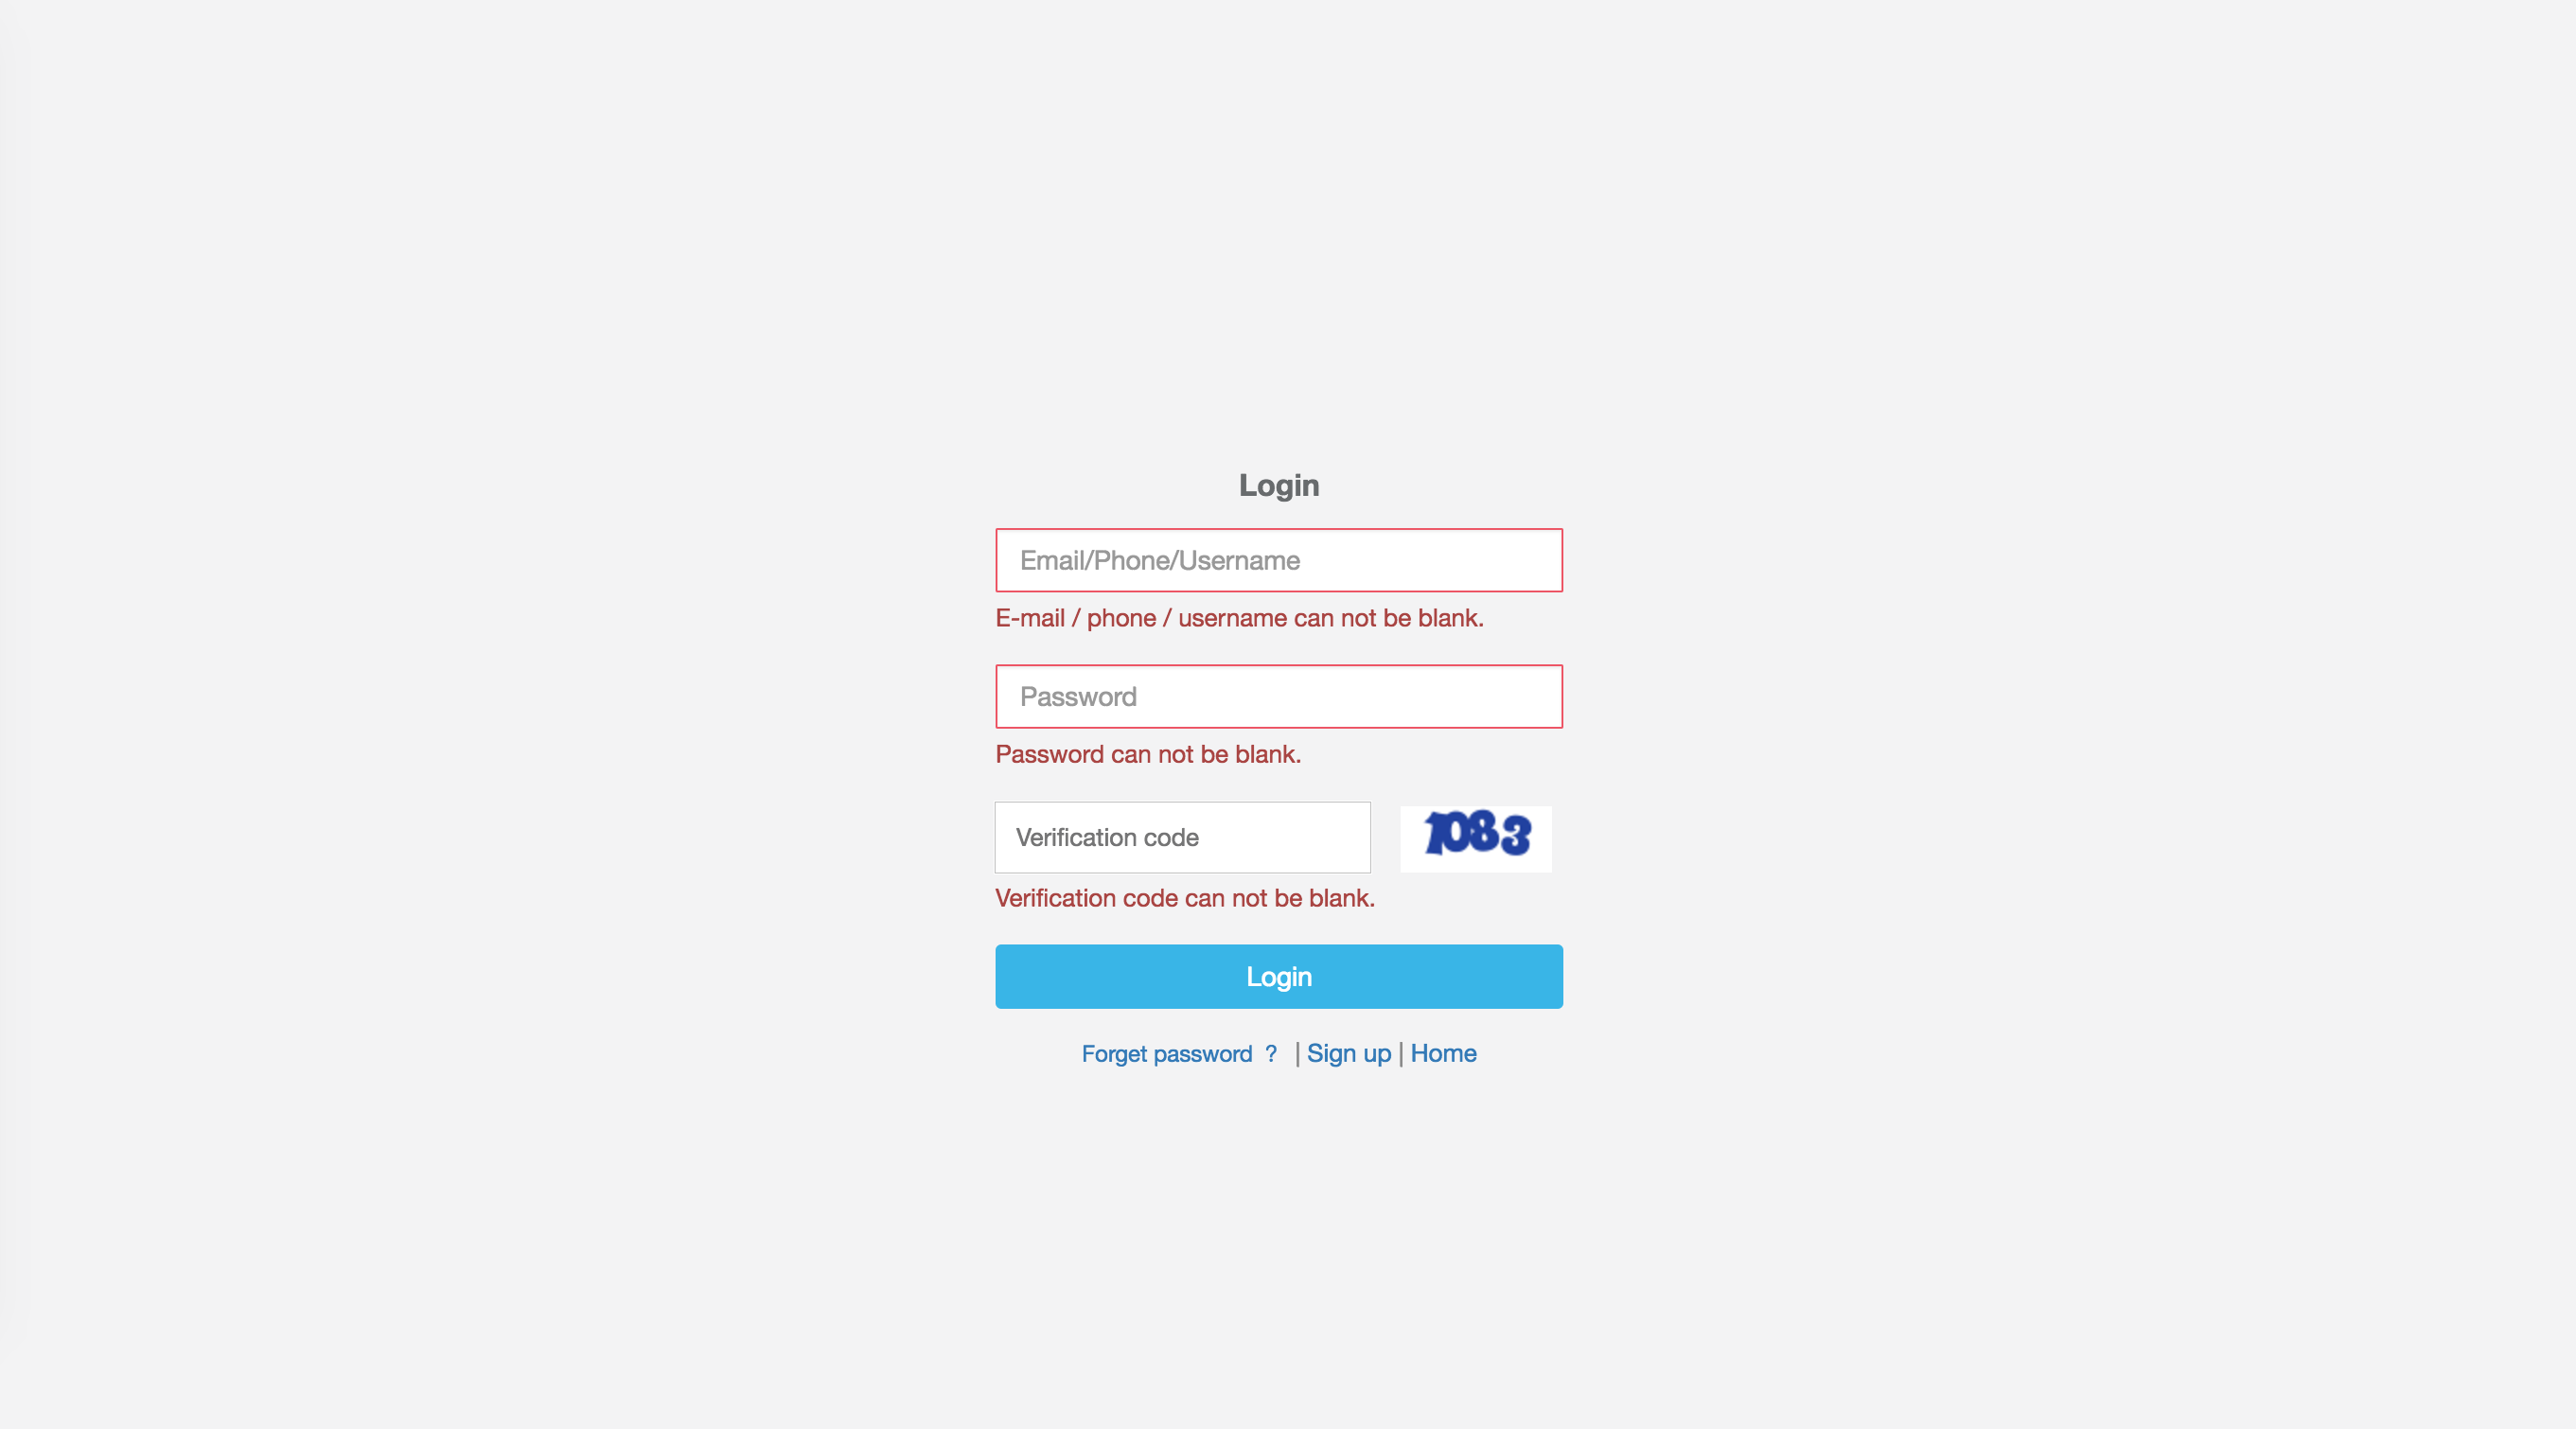 Login
Email/Phone/Username
E-mail / phone / username can not be blank.
Password
Password can not be blank.
Verification code 1083
Verification code can not be blank.
Login
Forget password ? | Sign up | Home